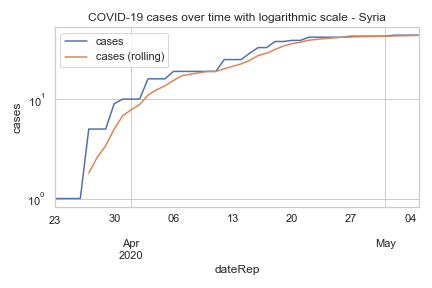 COVID-19 cases over time with logarithmic scale - Syria
cases
cases (rolling)
10¹
10⁰
cases
23 30 06 13 20 27 04
Apr May
2020
dateRep